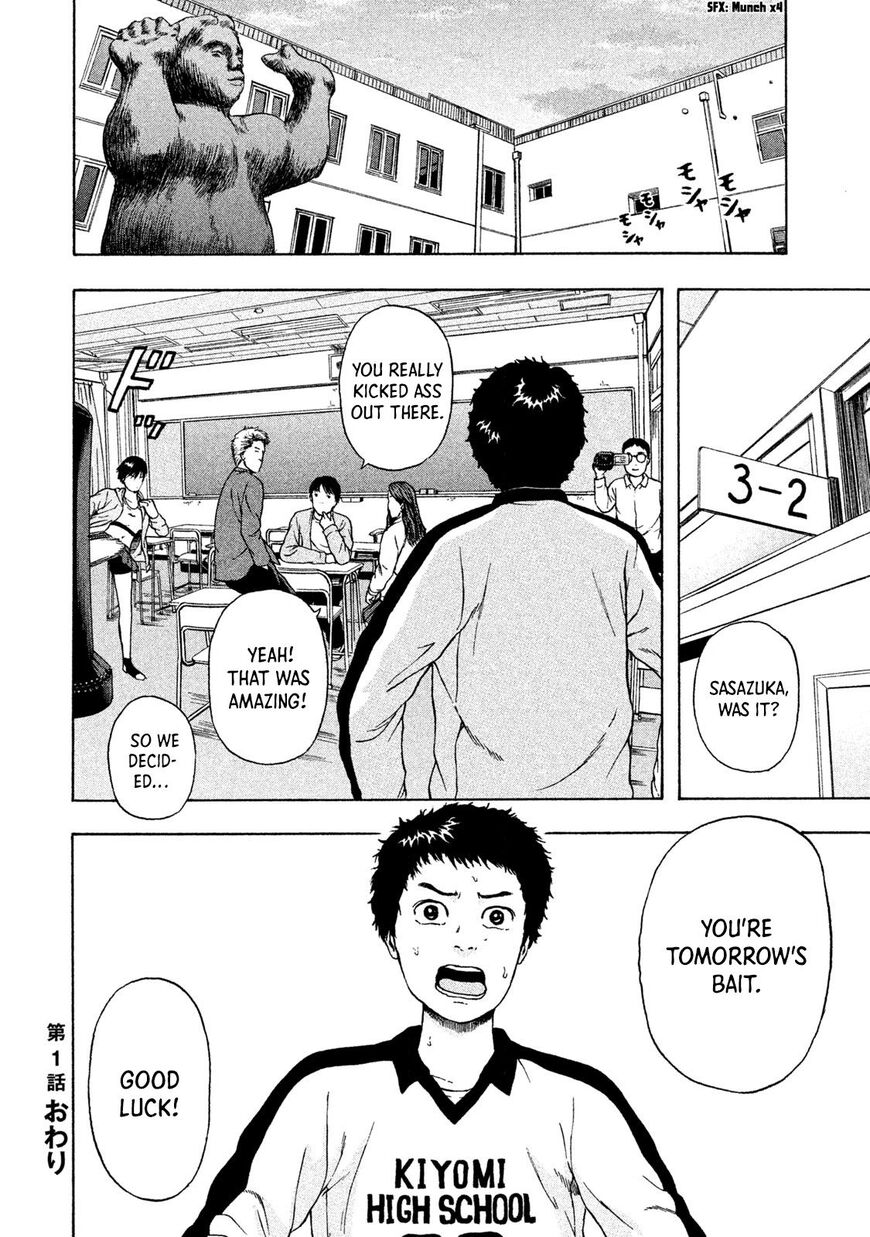 SFX: Munch x4
モシャ
モシャ
モシャ
モシャ
3-2
SASAZUKA,
WAS IT?
YOU REALLY
KICKED ASS
OUT THERE.
ドドド
YEAH!
THAT WAS
AMAZING!
SO WE
DECID-
ED...
YOU'RE
TOMORROW'S
BAIT.
GOOD
LUCK!
KIYOMI
HIGH SCHOOL
第1話 おわり